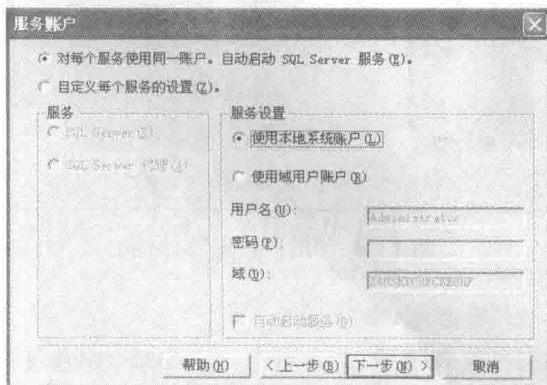 服务账户
对每个服务使用同一账户。自动启动 SQL Server 服务(E)。
自定义每个服务的设置(Z)。
服务
SQL Server(S)
SQL Server 代理(A)
服务设置
使用本地系统账户(L)
使用域用户账户(R)
用户名(U):
Administrator
密码(P):
域(D):
自动启动服务(O)
帮助(H)
< 上一步(B)
下一步(N) >
取消